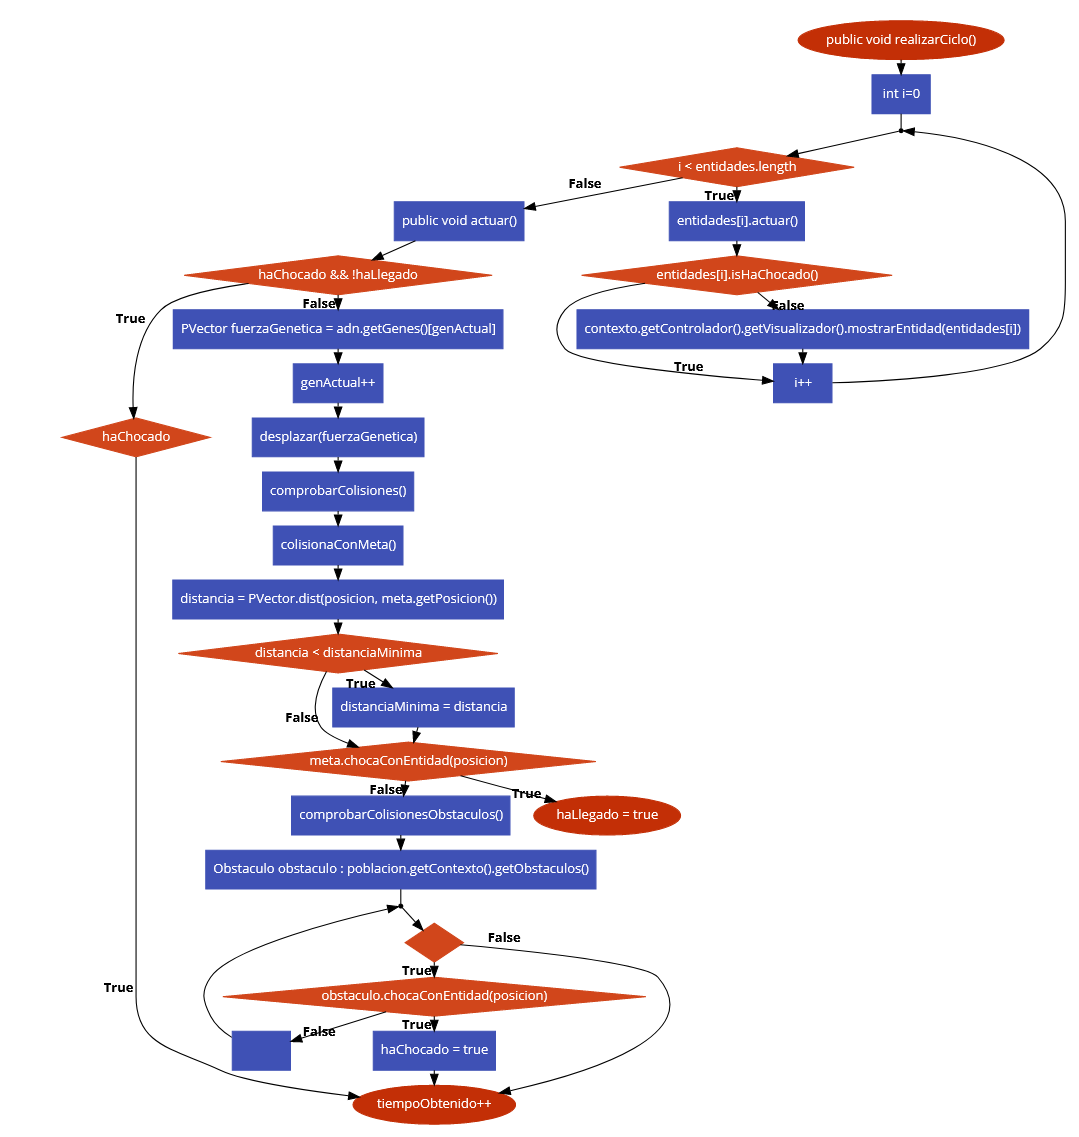 public void realizarCiclo()
int i=0
i < entidades.length
False
True
public void actuar()
entidades[i].actuar()
haChocado && !haLlegado
entidades[i].isHaChocado()
True
False
False
PVector fuerzaGenetica = adn.getGenes()[genActual]
contexto.getControlador().getVisualizador().mostrarEntidad(entidades[i])
True
genActual++
i++
haChocado
desplazar(fuerzaGenetica)
comprobarColisiones()
colisionaConMeta()
distancia = PVector.dist(posicion, meta.getPosicion())
distancia < distanciaMinima
True
distanciaMinima = distancia
False
meta.chocaConEntidad(posicion)
False
True
comprobarColisionesObstaculos()
haLlegado = true
Obstaculo obstaculo : poblacion.getContexto().getObstaculos()
False
True
True
obstaculo.chocaConEntidad(posicion)
False
True
haChocado = true
tiempoObtenido++